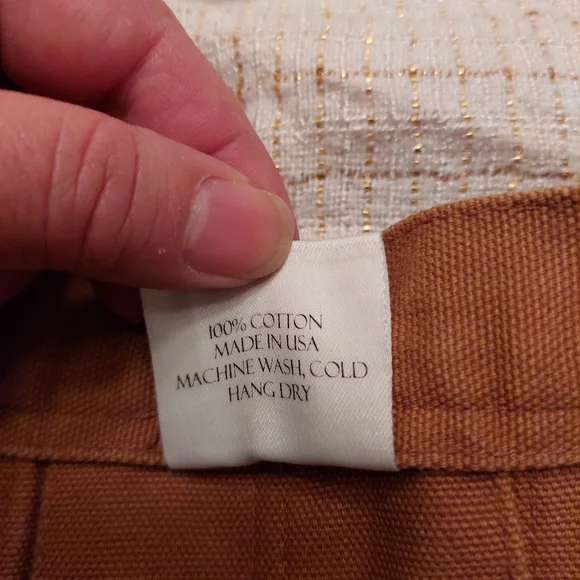 100% COTTON
MADE IN USA
MACHINE WASH, COLD
HANG DRY